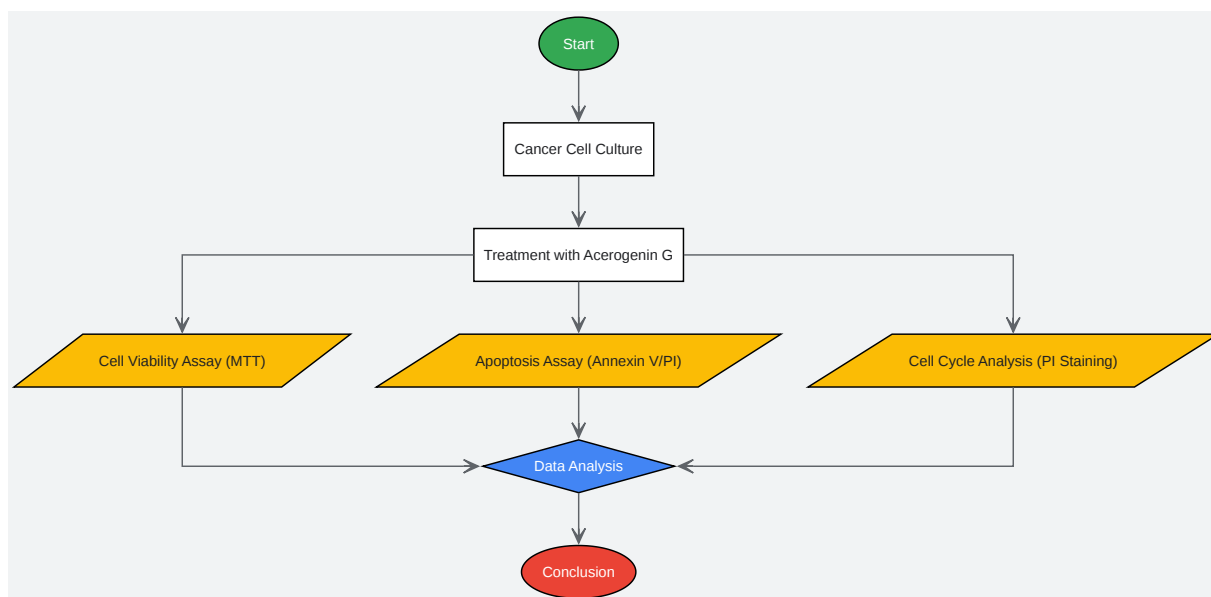 Start
Cancer Cell Culture
Treatment with Acerogenin G
Cell Viability Assay (MTT)
Apoptosis Assay (Annexin V/PI)
Cell Cycle Analysis (PI Staining)
Data Analysis
Conclusion